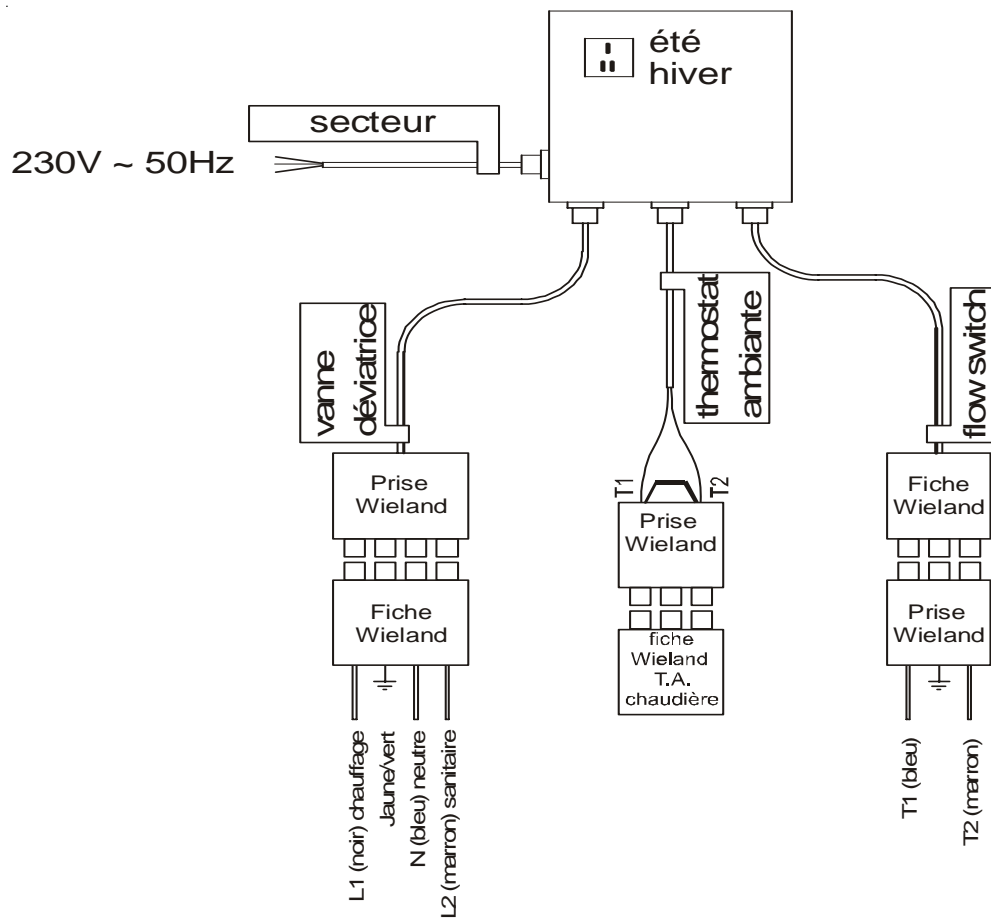 été
hiver
secteur
230V ~ 50Hz
vanne
déviatrice
thermostat
ambiante
flow switch
Prise
Wieland
Fiche
Wieland
L1 (noir) chauffage
Jaune/vert
N (bleu) neutre
L2 (marron) sanitaire
T1
T2
Prise
Wieland
fiche
Wieland
T.A.
chaudière
Fiche
Wieland
Prise
Wieland
T1 (bleu)
T2 (marron)